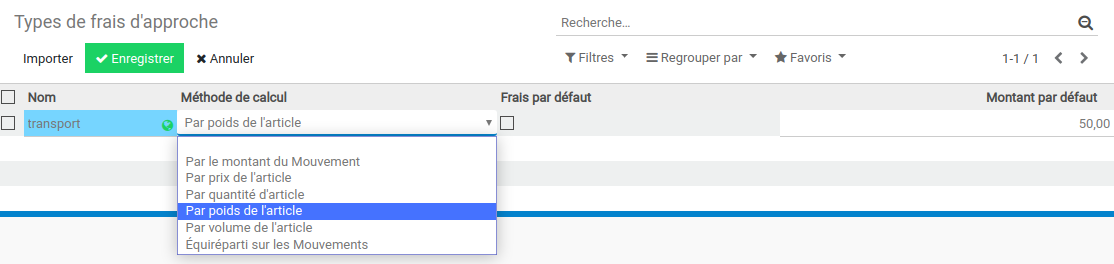 Types de frais d'approche
Recherche…
Importer Enregistrer Annuler Filtres Regrouper par Favoris 1-1 / 1
Nom Méthode de calcul Frais par défaut Montant par défaut
transport Par poids de l'article 50,00
Par le montant du Mouvement
Par prix de l'article
Par quantité d'article
Par poids de l'article
Par volume de l'article
Équiréparti sur les Mouvements